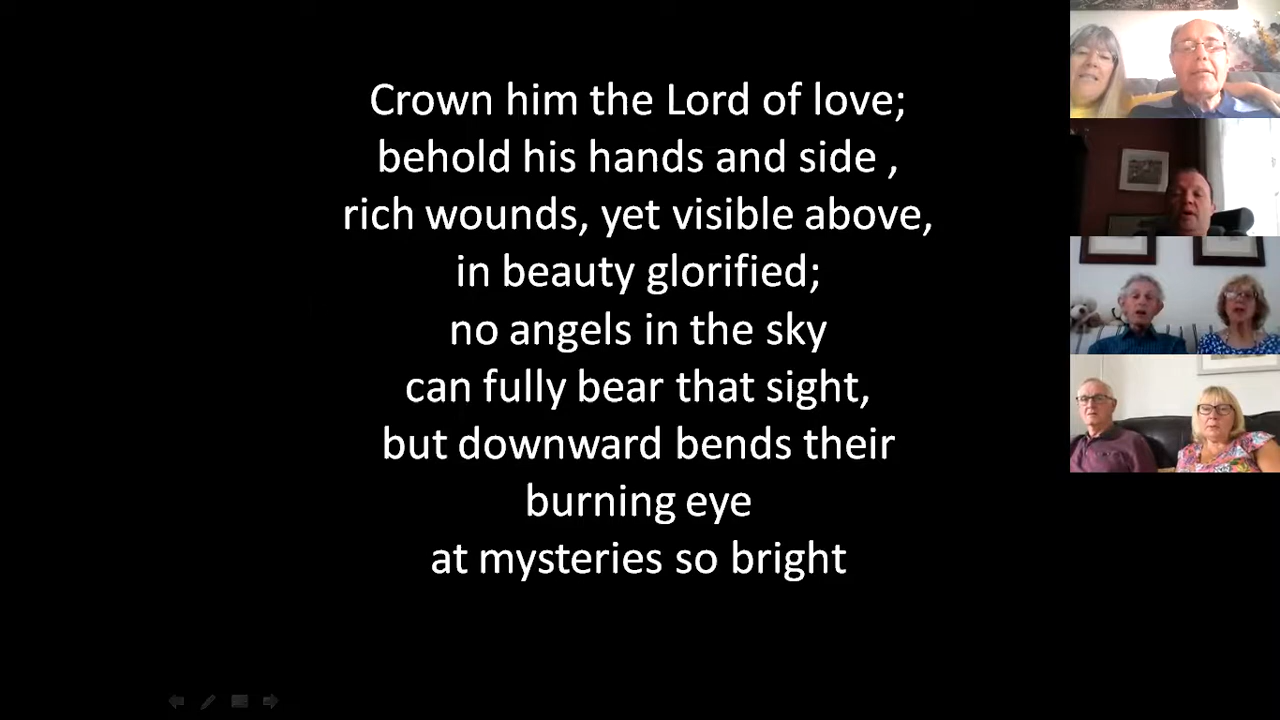 Crown him the Lord of love;
behold his hands and side ,
rich wounds, yet visible above,
in beauty glorified;
no angels in the sky
can fully bear that sight,
but downward bends their
burning eye
at mysteries so bright